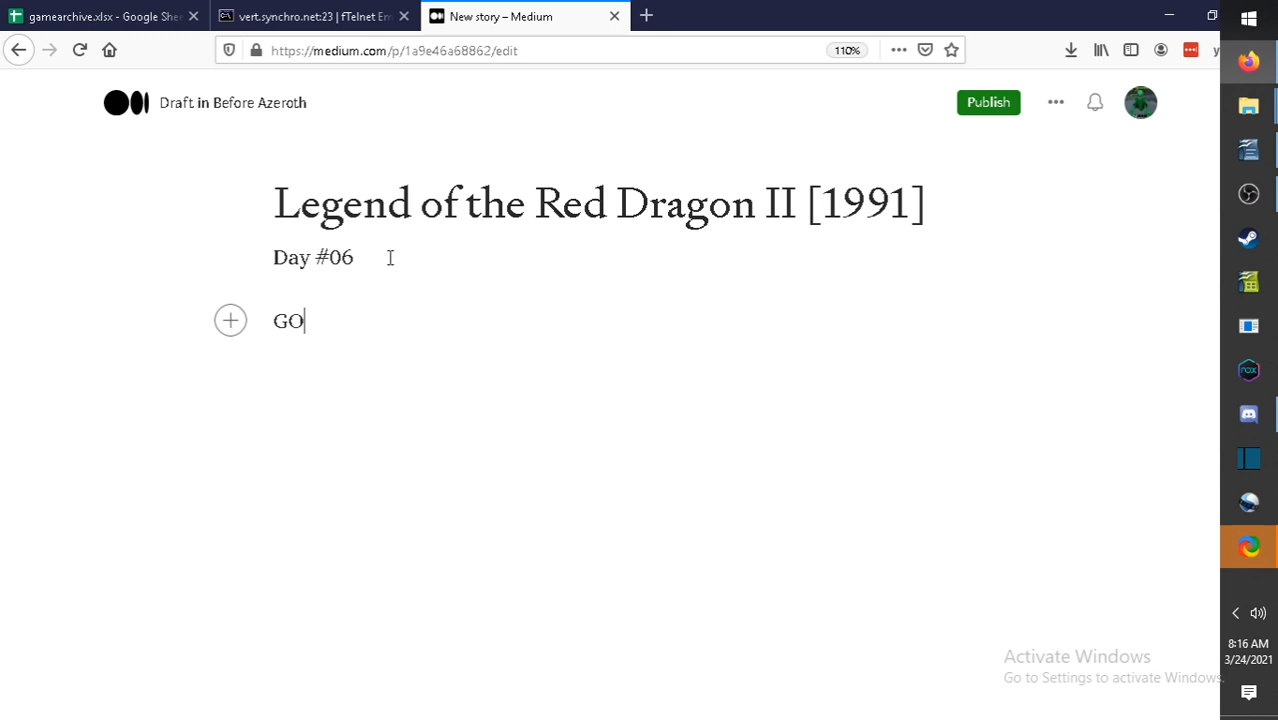 gamearchive.xlsx - Google Shee
vert.synchro.net:23 | fTelnet Em
New story – Medium
https://medium.com/p/1a9e46a68862/edit
110%
Draft in Before Azeroth
Publish
Legend of the Red Dragon II [1991]
Day #06
GO
Activate Windows
Go to Settings to activate Windows.
nox
8:16 AM
3/24/2021